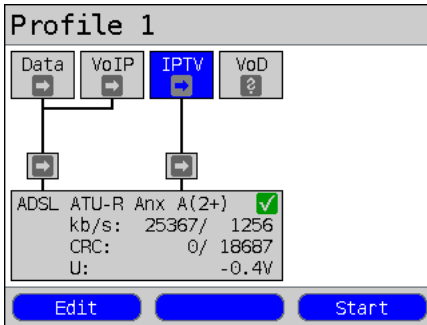 Profile 1
Data VoIP IPTV VoD
ADSL ATU-R Anx A(2+)
kb/s: 25367/ 1256
CRC: 0/ 18687
U: -0.4V
Edit Start